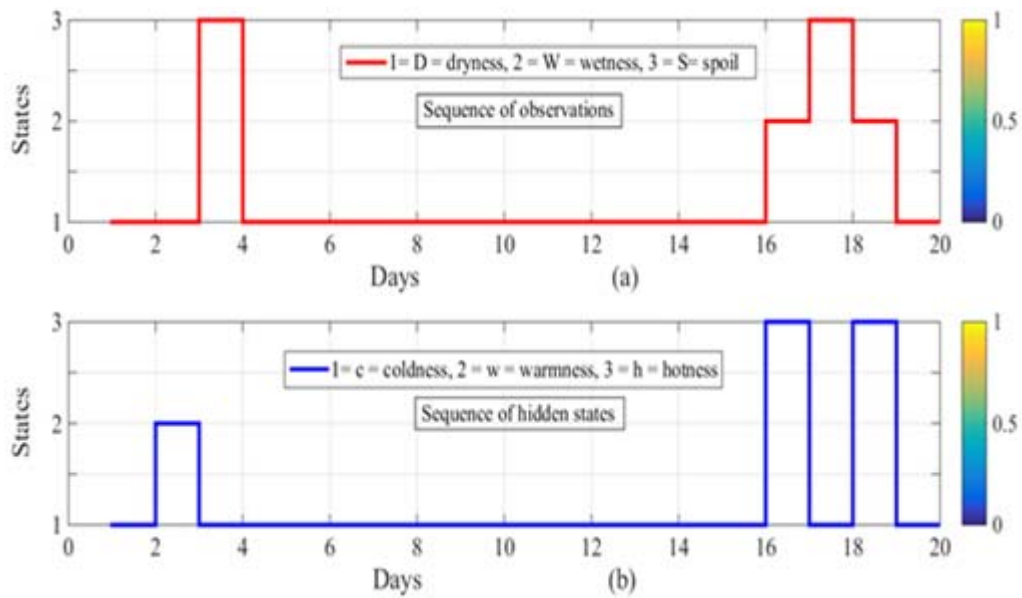 3
2
1
States
1= D = dryness, 2 = W = wetness, 3 = S= spoil
Sequence of observations
0 2 4 6 8 10 12 14 16 18 20
Days (a)
1
0.5
0
3
2
1
States
1= c = coldness, 2 = w = warmness, 3 = h = hotness
Sequence of hidden states
0 2 4 6 8 10 12 14 16 18 20
Days (b)
1
0.5
0